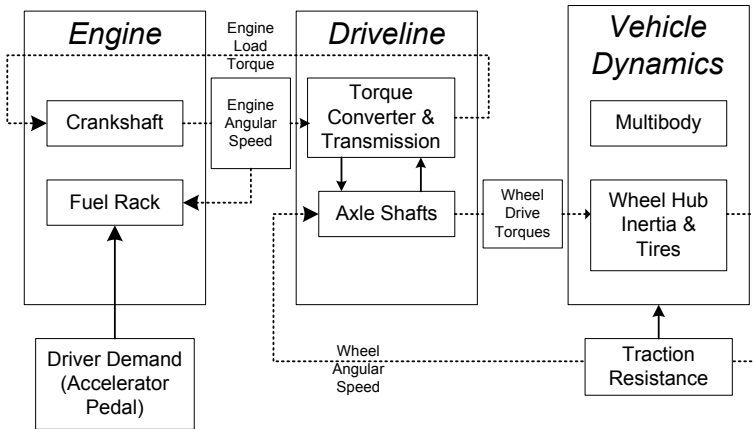 Engine
Crankshaft
Fuel Rack
Driver Demand
(Accelerator
Pedal)
Engine
Load
Torque
Engine
Angular
Speed
Driveline
Torque
Converter &
Transmission
Axle Shafts
Wheel
Drive
Torques
Wheel
Angular
Speed
Vehicle
Dynamics
Multibody
Wheel Hub
Inertia &
Tires
Traction
Resistance